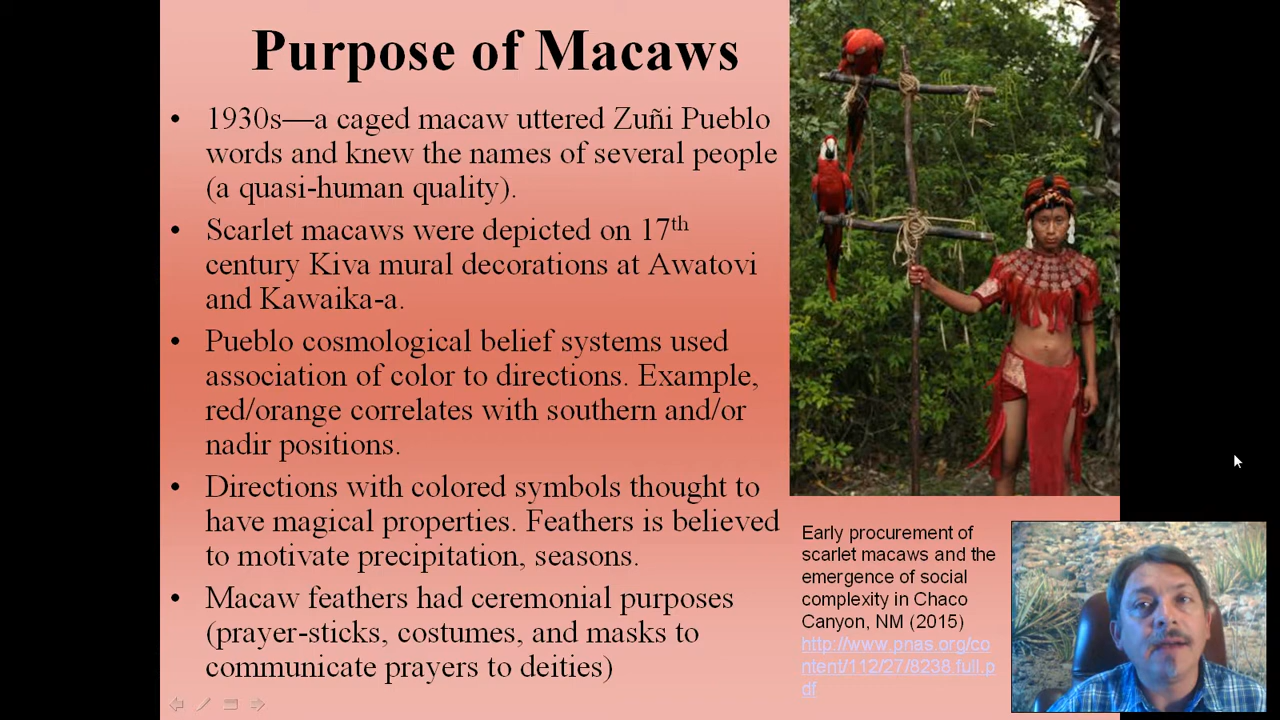 Purpose of Macaws
• 1930s—a caged macaw uttered Zuñi Pueblo
words and knew the names of several people
(a quasi-human quality).
• Scarlet macaws were depicted on 17th
century Kiva mural decorations at Awatovi
and Kawaika-a.
• Pueblo cosmological belief systems used
association of color to directions. Example,
red/orange correlates with southern and/or
nadir positions.
• Directions with colored symbols thought to
have magical properties. Feathers is believed
to motivate precipitation, seasons.
• Macaw feathers had ceremonial purposes
(prayer-sticks, costumes, and masks to
communicate prayers to deities)
Early procurement of
scarlet macaws and the
emergence of social
complexity in Chaco
Canyon, NM (2015)
http://www.pnas.org/co
ntent/112/27/8238.full.p
df